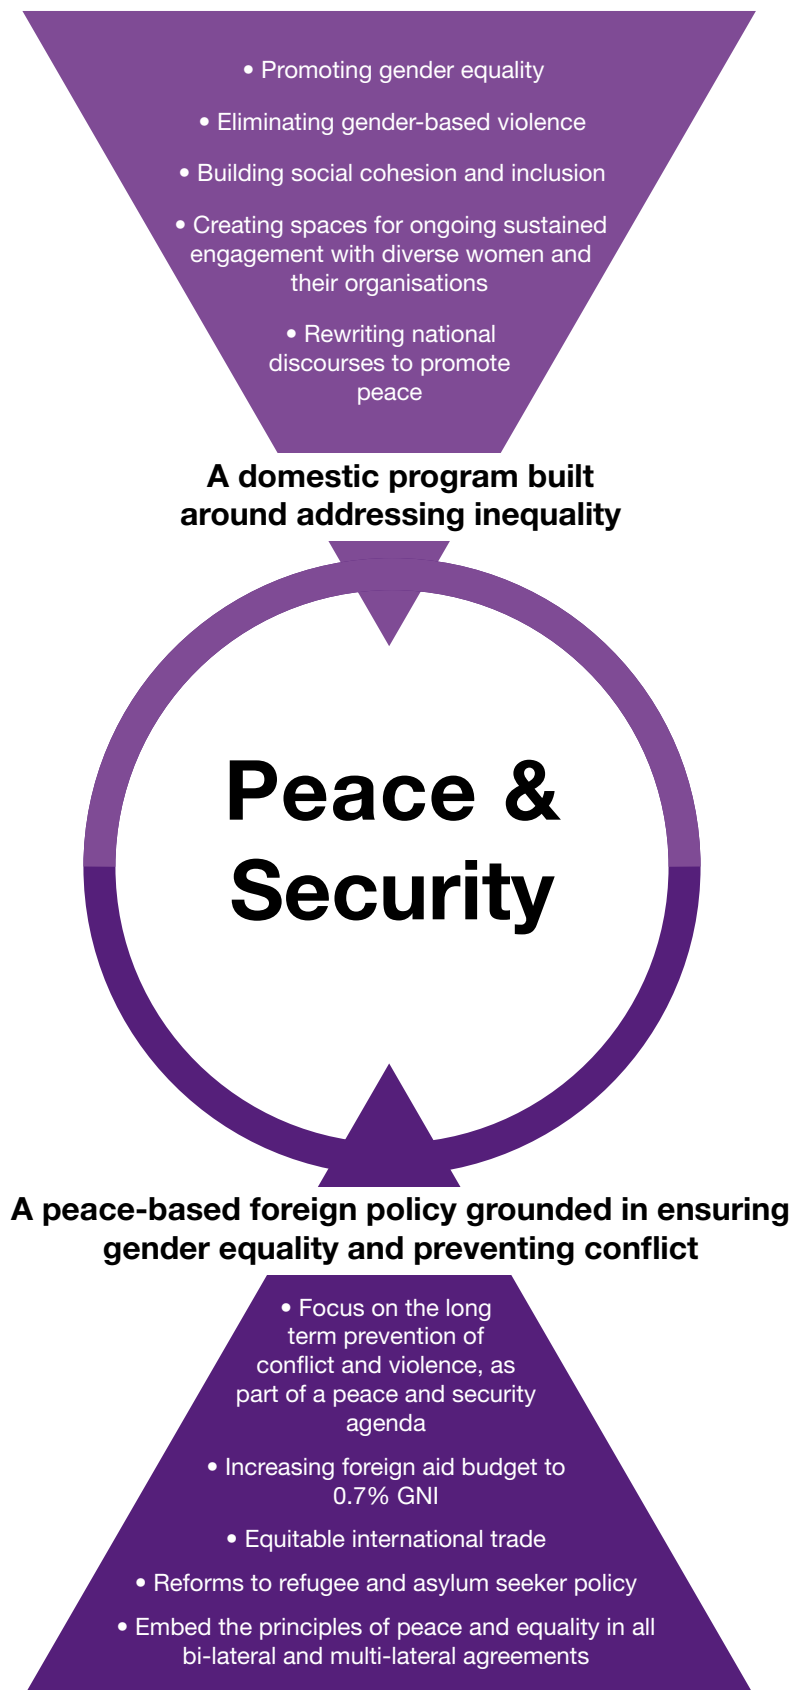 • Promoting gender equality
• Eliminating gender-based violence
• Building social cohesion and inclusion
• Creating spaces for ongoing sustained
engagement with diverse women and
their organisations
• Rewriting national
discourses to promote
peace
A domestic program built
around addressing inequality
Peace &
Security
A peace-based foreign policy grounded in ensuring
gender equality and preventing conflict
• Focus on the long
term prevention of
conflict and violence, as
part of a peace and security
agenda
• Increasing foreign aid budget to
0.7% GNI
• Equitable international trade
• Reforms to refugee and asylum seeker policy
• Embed the principles of peace and equality in all
bi-lateral and multi-lateral agreements